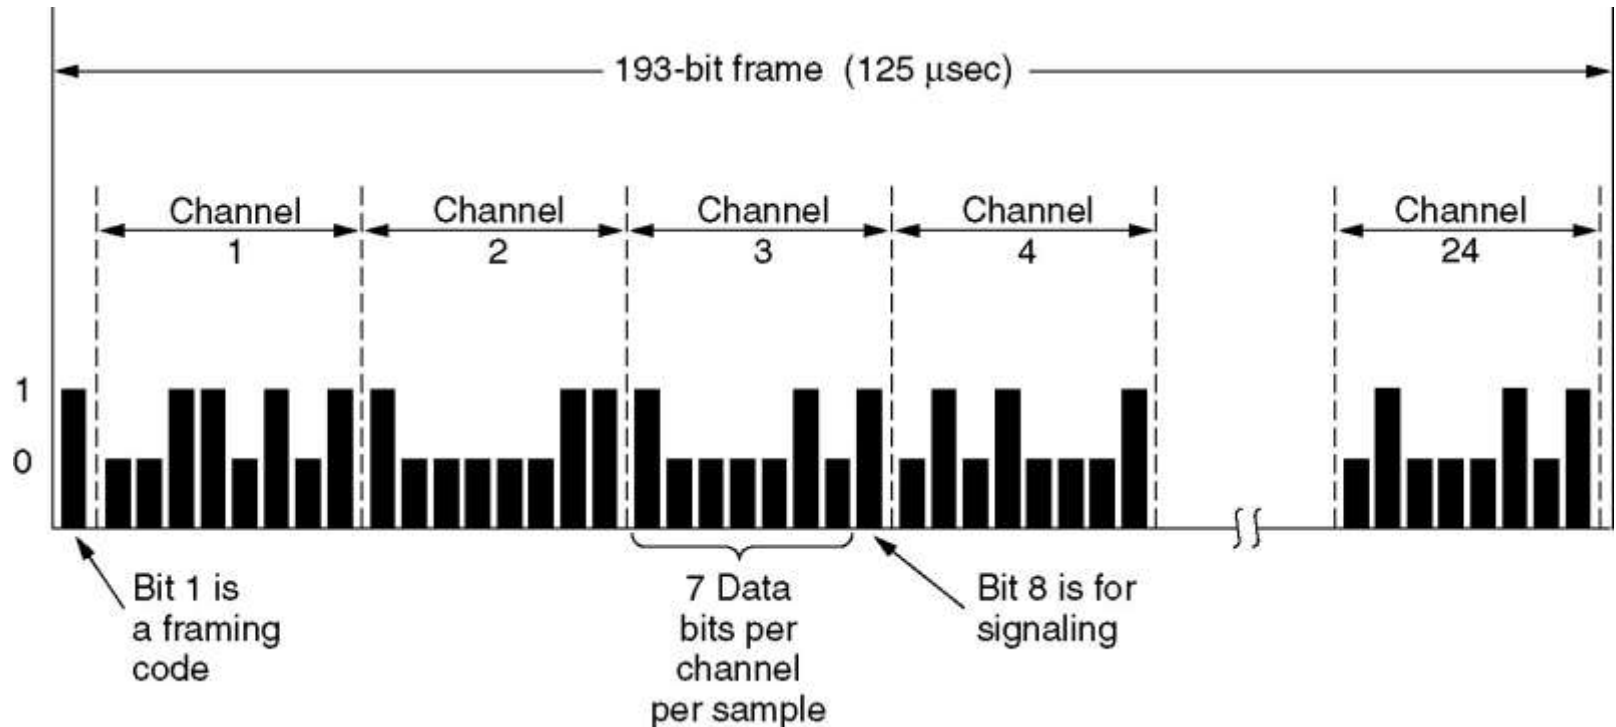 193-bit frame (125 μsec)
Channel
1
Channel
2
Channel
3
Channel
4
Channel
24
1
0
Bit 1 is
a framing
code
7 Data
bits per
channel
per sample
Bit 8 is for
signaling